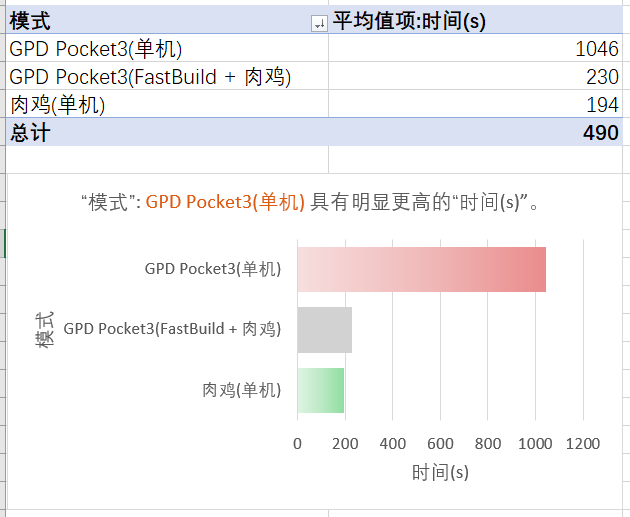 模式 平均值项:时间(s)
GPD Pocket3(单机) 1046
GPD Pocket3(FastBuild + 肉鸡) 230
肉鸡(单机) 194
总计 490
“模式”: GPD Pocket3(单机) 具有明显更高的“时间(s)”。
GPD Pocket3(单机)
GPD Pocket3(FastBuild + 肉鸡)
肉鸡(单机)
模式
0 200 400 600 800 1000 1200
时间(s)